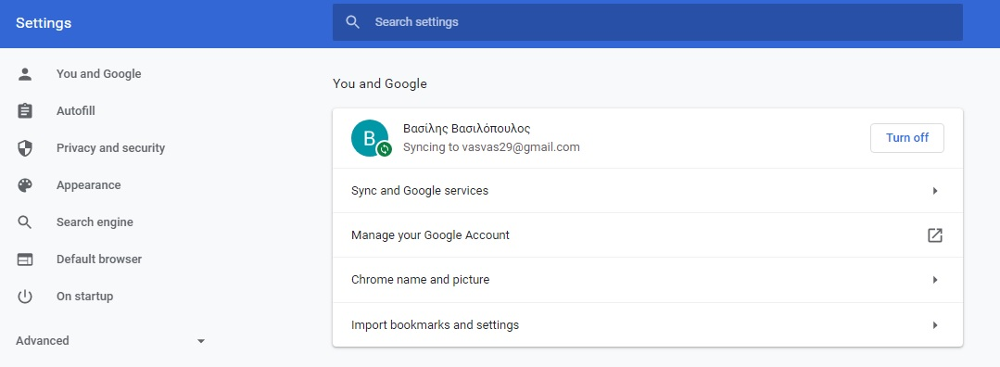 Settings
Search settings
You and Google
Autofill
Privacy and security
Appearance
Search engine
Default browser
On startup
Advanced
You and Google
B
Βασίλης Βασιλόπουλος
Syncing to vasvas29@gmail.com
Turn off
Sync and Google services
Manage your Google Account
Chrome name and picture
Import bookmarks and settings